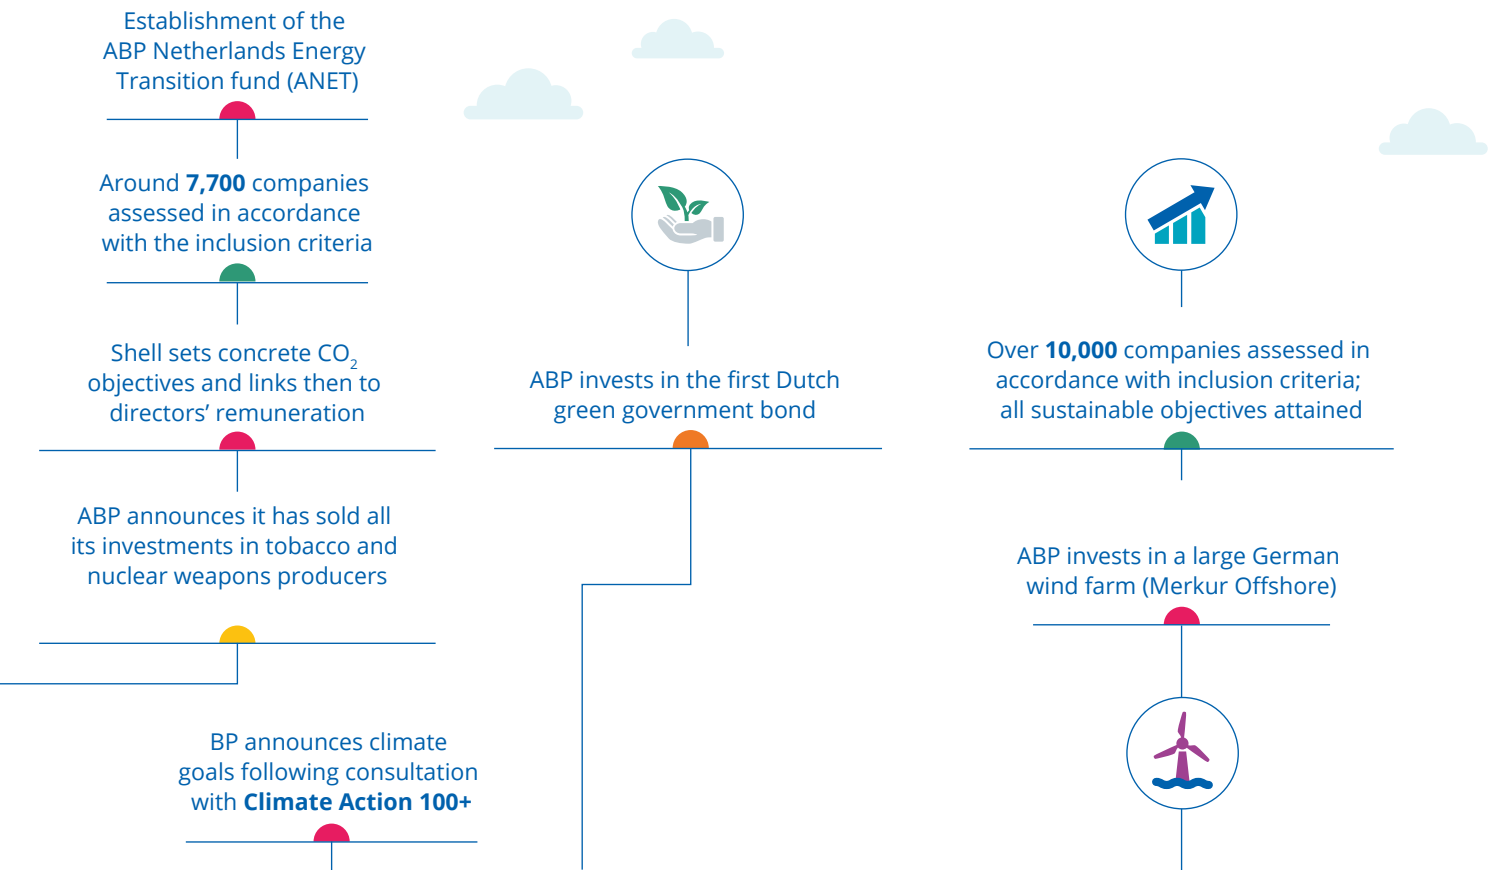 Establishment of the
ABP Netherlands Energy
Transition fund (ANET)
Around 7,700 companies
assessed in accordance
with the inclusion criteria
Shell sets concrete CO₂
objectives and links then to
directors’ remuneration
ABP announces it has sold all
its investments in tobacco and
nuclear weapons producers
BP announces climate
goals following consultation
with Climate Action 100+
ABP invests in the first Dutch
green government bond
Over 10,000 companies assessed in
accordance with inclusion criteria;
all sustainable objectives attained
ABP invests in a large German
wind farm (Merkur Offshore)